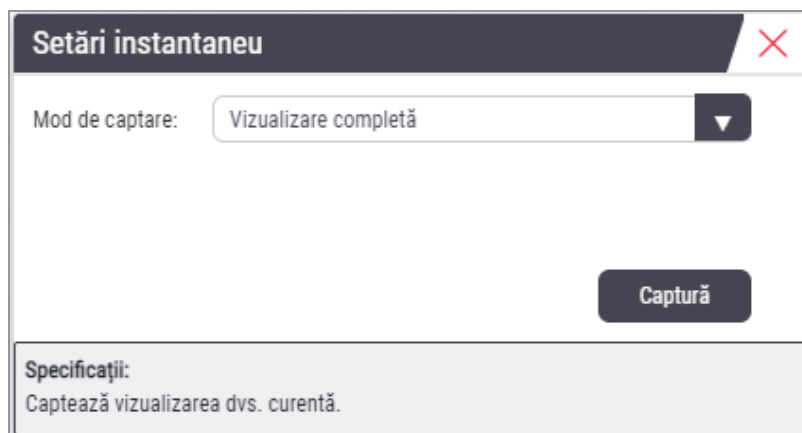 Setări instantaneu
Mod de captare: Vizualizare completă
Captură
Specificații:
Captează vizualizarea dvs. curentă.